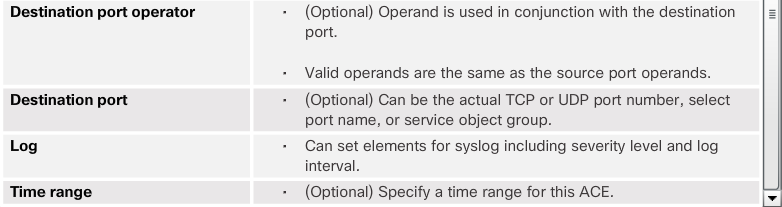 Destination port operator
· (Optional) Operand is used in conjunction with the destination
port.
· Valid operands are the same as the source port operands.
Destination port
· (Optional) Can be the actual TCP or UDP port number, select
port name, or service object group.
Log
· Can set elements for syslog including severity level and log
interval.
Time range
· (Optional) Specify a time range for this ACE.